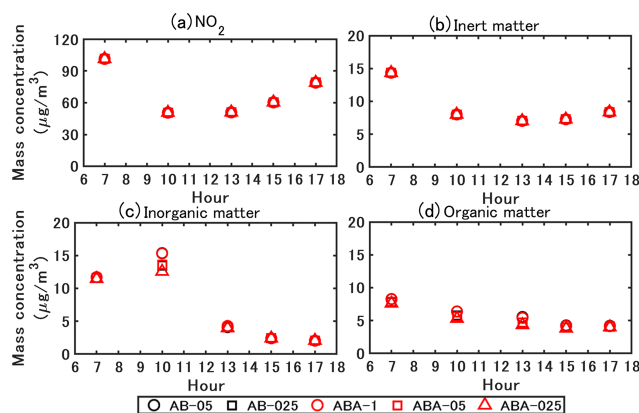 (a) NO2
(b) Inert matter
Mass concentration
(μg/m3)
120
90
60
30
0
6 7 8 9 10 11 12 13 14 15 16 17 18
Hour
20
15
10
5
0
6 7 8 9 10 11 12 13 14 15 16 17 18
Hour
(c) Inorganic matter
(d) Organic matter
Mass concentration
(μg/m3)
20
15
10
5
0
6 7 8 9 10 11 12 13 14 15 16 17 18
Hour
20
15
10
5
0
6 7 8 9 10 11 12 13 14 15 16 17 18
Hour
AB-05 AB-025 ABA-1 ABA-05 ABA-025